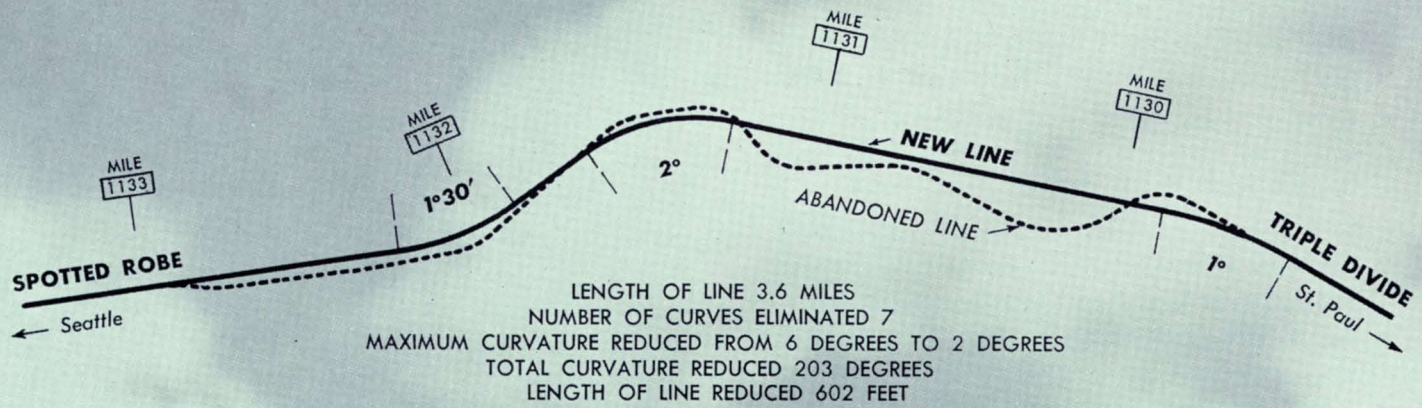 MILE
1131
MILE
1130
MILE
1132
MILE
1133
NEW LINE
2°
1°30′
ABANDONED LINE
TRIPLE DIVIDE
1°
SPOTTED ROBE
St. Paul
Seattle
LENGTH OF LINE 3.6 MILES
NUMBER OF CURVES ELIMINATED 7
MAXIMUM CURVATURE REDUCED FROM 6 DEGREES TO 2 DEGREES
TOTAL CURVATURE REDUCED 203 DEGREES
LENGTH OF LINE REDUCED 602 FEET